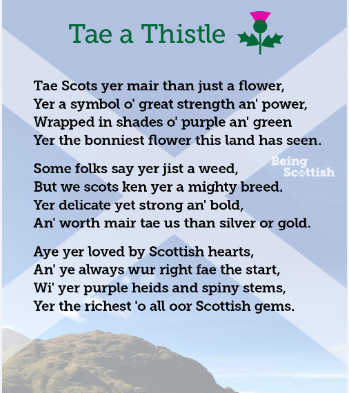 Tae a Thistle
Tae Scots yer mair than just a flower,
Yer a symbol o' great strength an' power,
Wrapped in shades o' purple an' green
Yer the bonniest flower this land has seen.
Being
Scottish
Some folks say yer jist a weed,
But we scots ken yer a mighty breed.
Yer delicate yet strong an' bold,
An' worth mair tae us than silver or gold.
Aye yer loved by Scottish hearts,
An' ye always wur right fae the start,
Wi' yer purple heids and spiny stems,
Yer the richest 'o all oor Scottish gems.